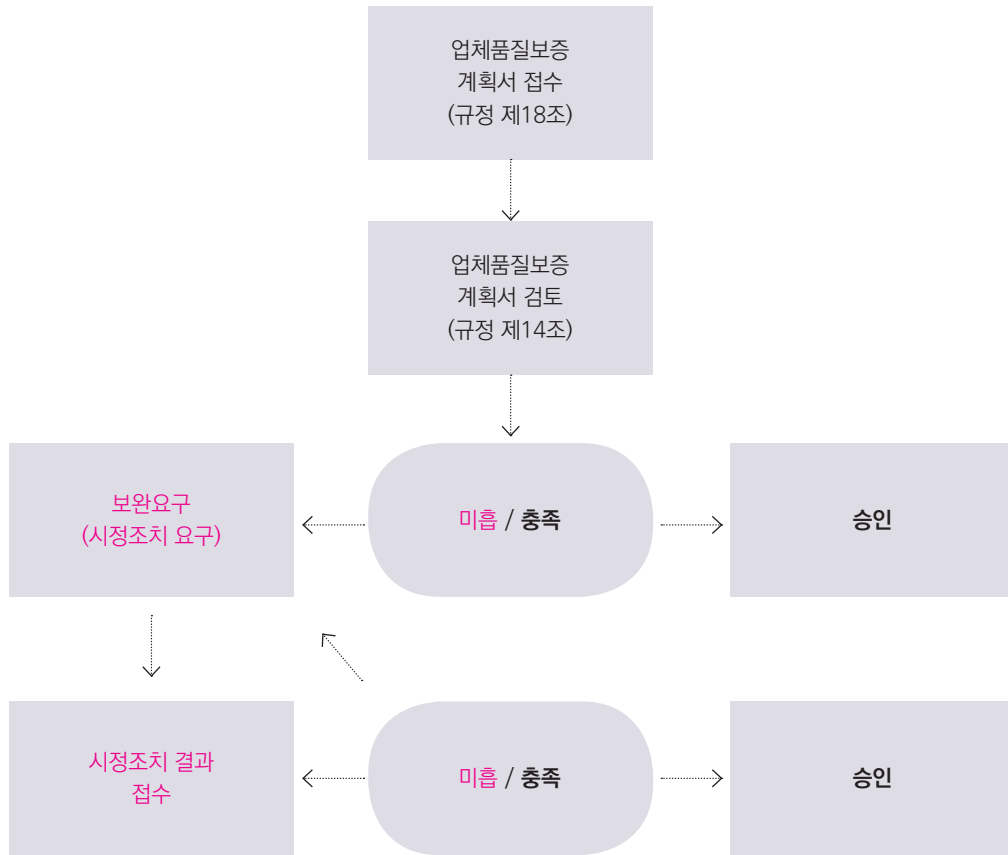 업체품질보증
계획서 접수
(규정 제18조)
업체품질보증
계획서 검토
(규정 제14조)
보완요구
(시정조치 요구)
미흡 / 충족
승인
시정조치 결과
접수
미흡 / 충족
승인